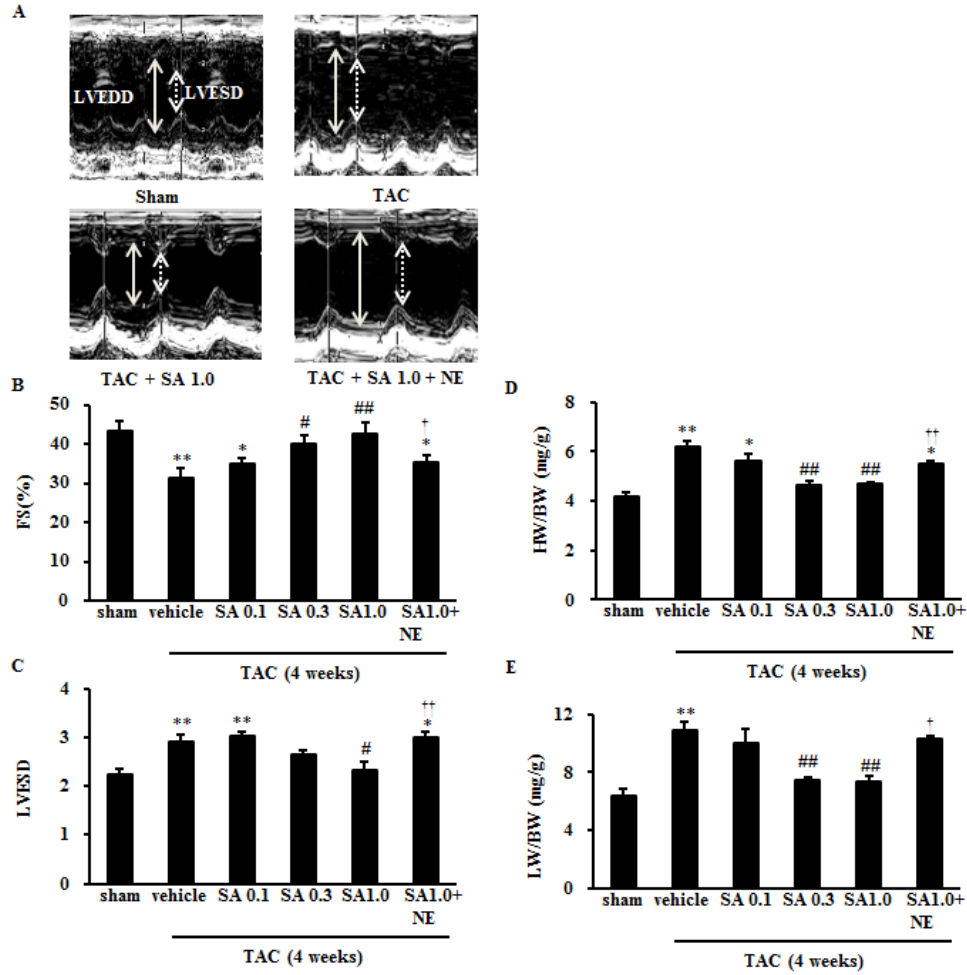 A
LVEDD
LVESD
Sham
TAC
TAC + SA 1.0
TAC + SA 1.0 + NE
B
FS(%)
50
40
30
20
10
0
**
*
#
##
†
*
sham vehicle SA 0.1 SA 0.3 SA1.0 SA1.0+
NE
TAC (4 weeks)
D
HW/BW (mg/g)
8
6
4
2
0
**
*
##
##
††
*
sham vehicle SA 0.1 SA 0.3 SA1.0 SA1.0+
NE
TAC (4 weeks)
C
LVESD
4
3
2
1
0
**
**
#
††
*
sham vehicle SA 0.1 SA 0.3 SA1.0 SA1.0+
NE
TAC (4 weeks)
E
LW/BW (mg/g)
12
8
4
0
**
##
##
†
sham vehicle SA 0.1 SA 0.3 SA1.0 SA1.0+
NE
TAC (4 weeks)